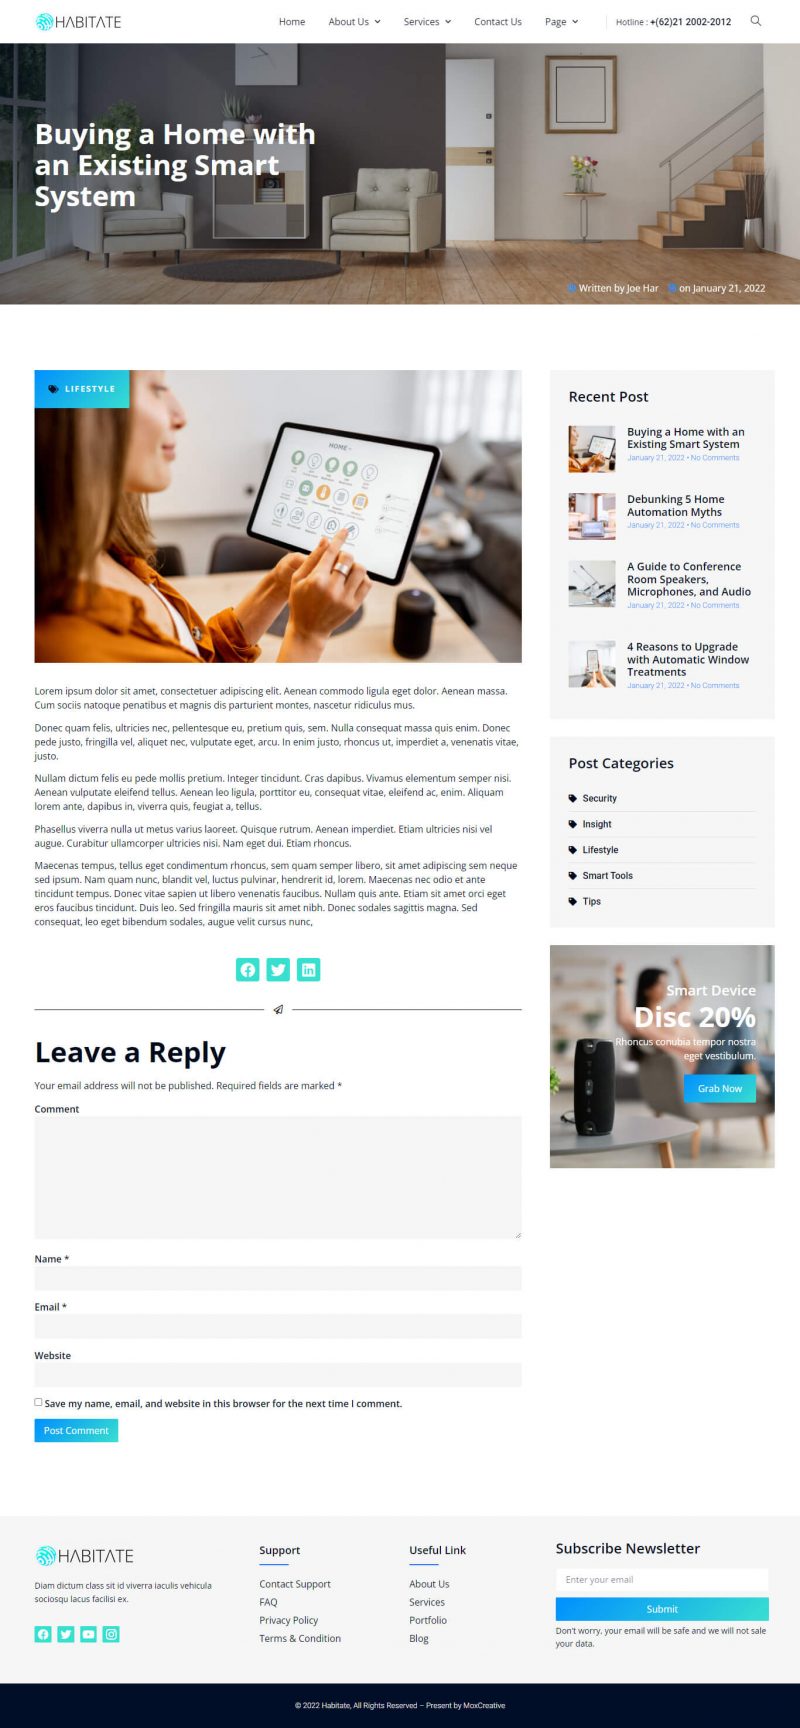 HABITATE
Home
About Us
Services
Contact Us
Page
Hotline : +(62)21 2002-2012
Buying a Home with
an Existing Smart
System
Written by Joe Har
on January 21, 2022
LIFESTYLE
HOME
Lorem ipsum dolor sit amet, consectetuer adipiscing elit. Aenean commodo ligula eget dolor. Aenean massa.
Cum sociis natoque penatibus et magnis dis parturient montes, nascetur ridiculus mus.
Donec quam felis, ultricies nec, pellentesque eu, pretium quis, sem. Nulla consequat massa quis enim. Donec
pede justo, fringilla vel, aliquet nec, vulputate eget, arcu. In enim justo, rhoncus ut, imperdiet a, venenatis vitae,
justo.
Nullam dictum felis eu pede mollis pretium. Integer tincidunt. Cras dapibus. Vivamus elementum semper nisi.
Aenean vulputate eleifend tellus. Aenean leo ligula, porttitor eu, consequat vitae, eleifend ac, enim. Aliquam
lorem ante, dapibus in, viverra quis, feugiat a, tellus.
Phasellus viverra nulla ut metus varius laoreet. Quisque rutrum. Aenean imperdiet. Etiam ultricies nisi vel
augue. Curabitur ullamcorper ultricies nisi. Nam eget dui. Etiam rhoncus.
Maecenas tempus, tellus eget condimentum rhoncus, sem quam semper libero, sit amet adipiscing sem neque
sed ipsum. Nam quam nunc, blandit vel, luctus pulvinar, hendrerit id, lorem. Maecenas nec odio et ante
tincidunt tempus. Donec vitae sapien ut libero venenatis faucibus. Nullam quis ante. Etiam sit amet orci eget
eros faucibus tincidunt. Duis leo. Sed fringilla mauris sit amet nibh. Donec sodales sagittis magna. Sed
consequat, leo eget bibendum sodales, augue velit cursus nunc,
Leave a Reply
Your email address will not be published. Required fields are marked *
Comment
Name *
Email *
Website
Save my name, email, and website in this browser for the next time I comment.
Post Comment
Recent Post
Buying a Home with an
Existing Smart System
January 21, 2022 • No Comments
Debunking 5 Home
Automation Myths
January 21, 2022 • No Comments
A Guide to Conference
Room Speakers,
Microphones, and Audio
January 21, 2022 • No Comments
4 Reasons to Upgrade
with Automatic Window
Treatments
January 21, 2022 • No Comments
Post Categories
Security
Insight
Lifestyle
Smart Tools
Tips
Smart Device
Disc 20%
Rhoncus conubia tempor nostra
eget vestibulum.
Grab Now
HABITATE
Diam dictum class sit id viverra iaculis vehicula
sociosqu lacus facilisi ex.
Support
Contact Support
FAQ
Privacy Policy
Terms & Condition
Useful Link
About Us
Services
Portfolio
Blog
Subscribe Newsletter
Enter your email
Submit
Don't worry, your email will be safe and we will not sale
your data.
© 2022 Habitate, All Rights Reserved – Present by MoxCreative